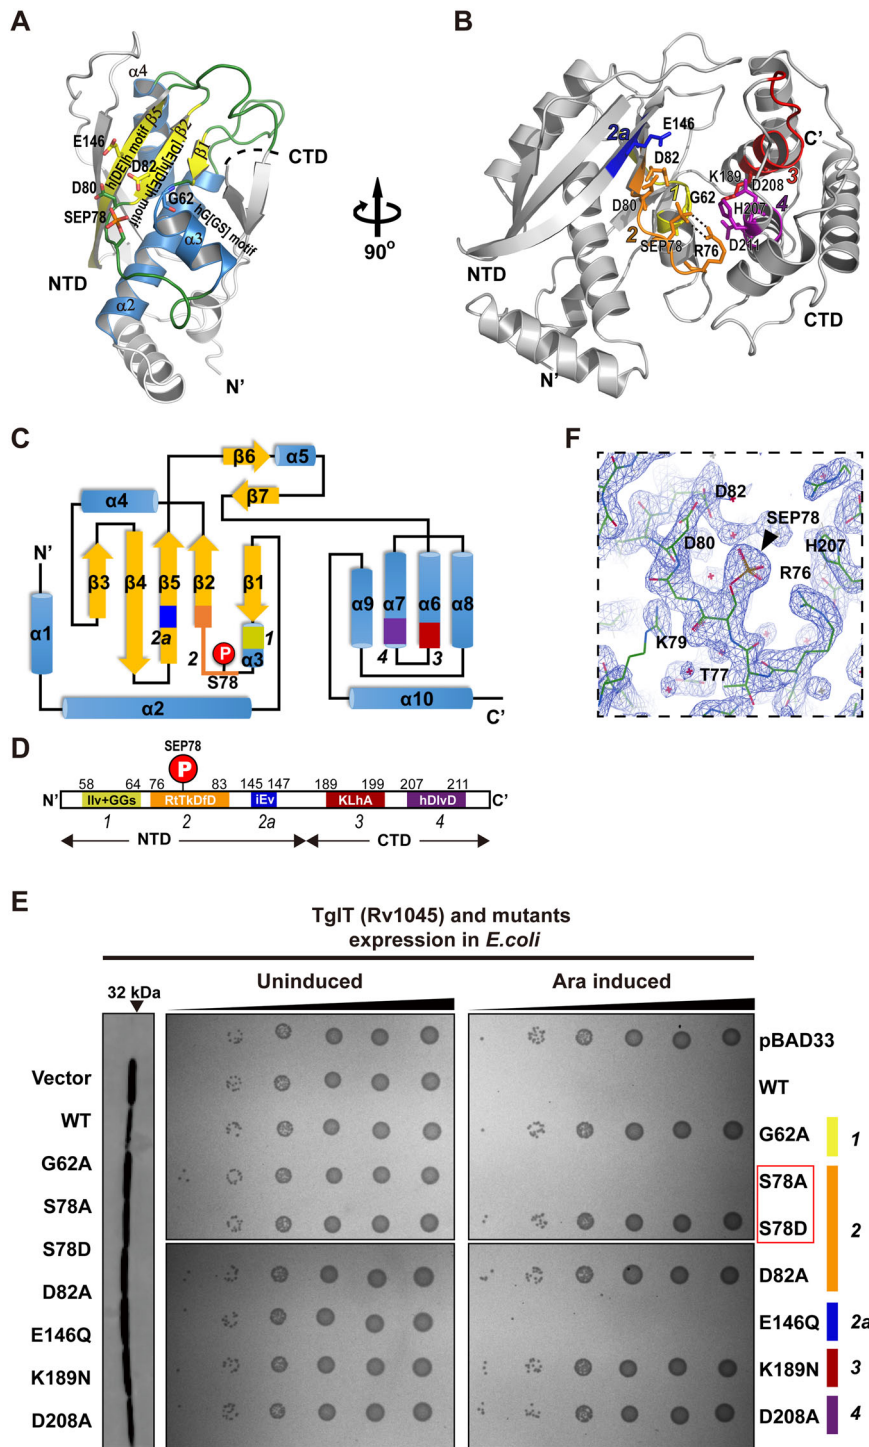 A
α4
β5
hDEIh motif
β2
β1
E146
D82
CTD
D80
G62
SEP78
hG[GS] motif
α3
NTD
α2
N'
90°
B
2a
E146
C'
D82
K189
D208
3
1
G62
H207
4
D80
2
SEP78
R76
D211
NTD
CTD
N'
C
β6
α5
β7
α4
N'
β3
β4
β5
β2
β1
α1
2a
2
P
1
α3
S78
α2
α9
α7
α6
α8
4
3
α10
C'
F
D82
SEP78
D80
H207
R76
K79
T77
D
SEP78
P
58 64 76 83 145 147 189 199 207 211
N' IIv+GGs RtTkDfD iEv KLhA hDIvD C'
1 2 2a 3 4
NTD CTD
E
TglT (Rv1045) and mutants
expression in E.coli
Uninduced Ara induced
32 kDa
pBAD33
Vector
WT
WT
G62A 1
G62A
S78A
S78A
S78D 2
S78D
D82A
D82A
E146Q 2a
E146Q
K189N 3
K189N
D208A 4
D208A